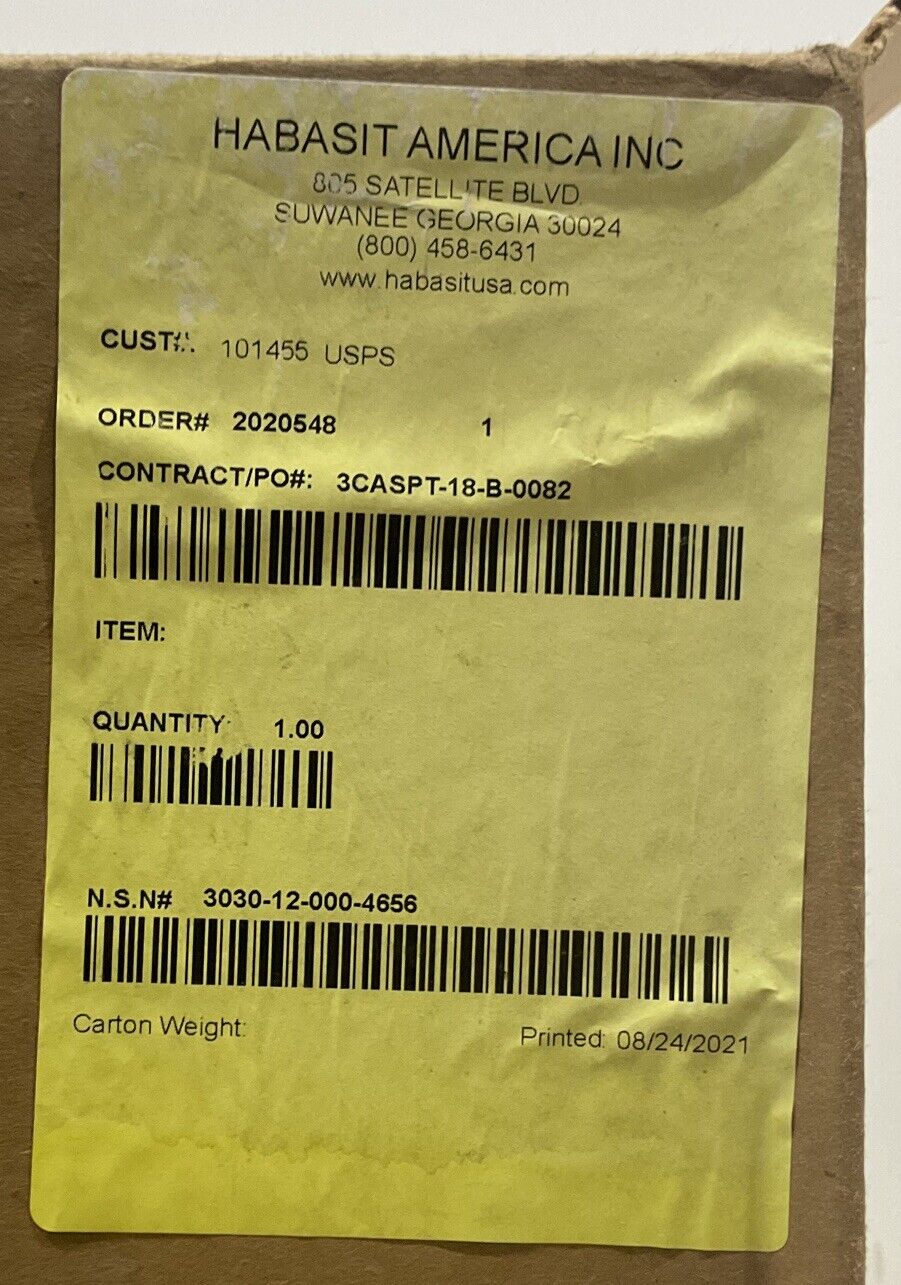 HABASIT AMERICA INC
805 SATELLITE BLVD
SUWANEE GEORGIA 30024
(800) 458-6431
www.habasitusa.com
CUST#: 101455 USPS
ORDER# 2020548 1
CONTRACT/PO#: 3CASPT-18-B-0082
ITEM:
QUANTITY: 1.00
N.S.N# 3030-12-000-4656
Carton Weight:
Printed: 08/24/2021